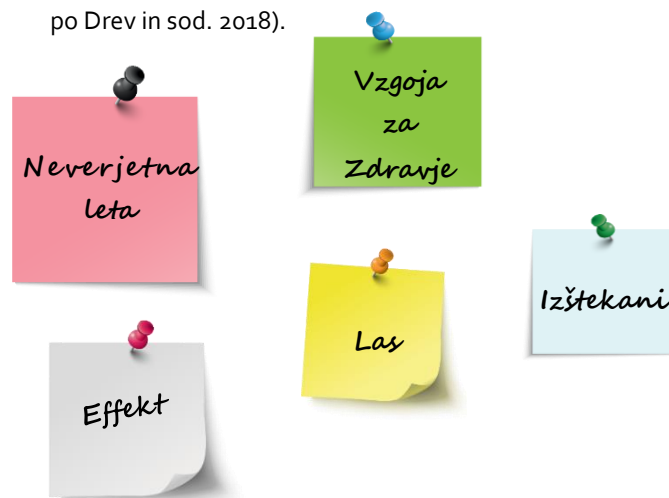 po Drev in sod. 2018).
Vzgoja
za
Zdravje
Neverjetna
leta
Izštekani
Las
Effekt